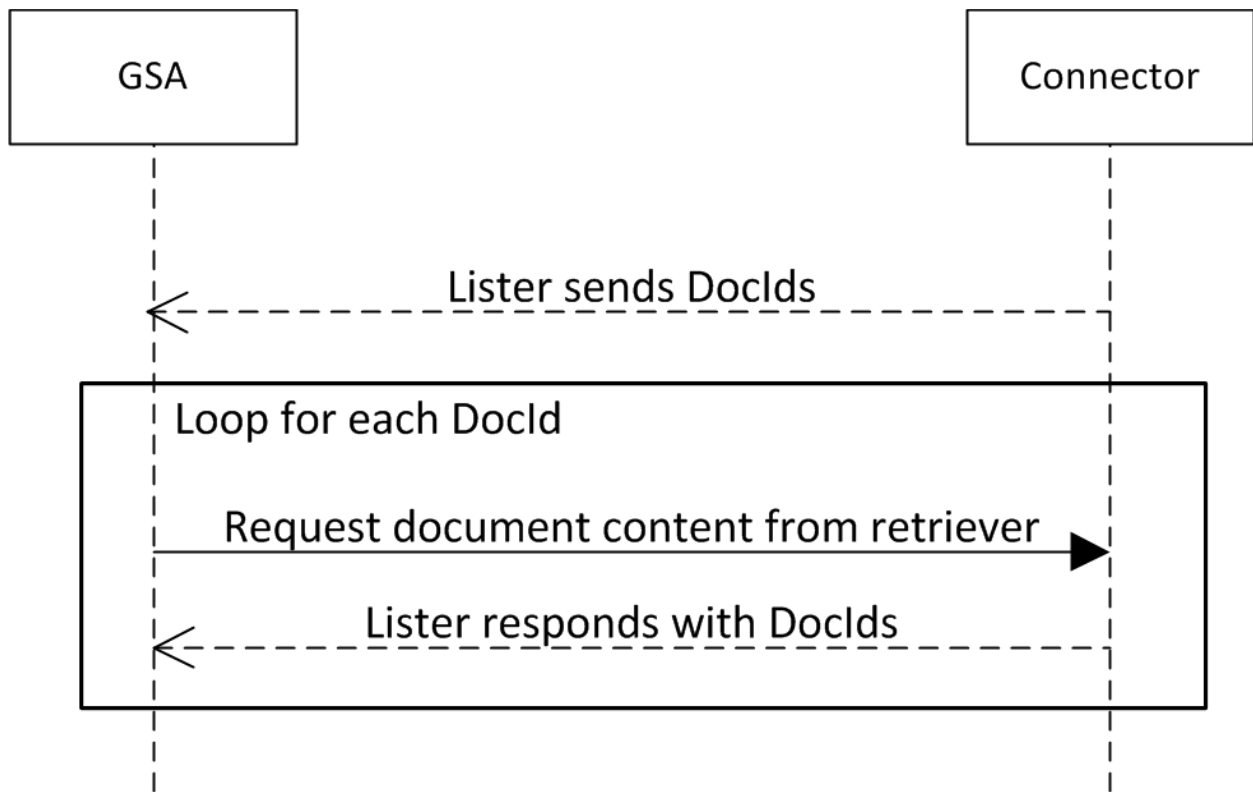 GSA
Connector
Lister sends DocIds
Loop for each DocId
Request document content from retriever
Lister responds with DocIds